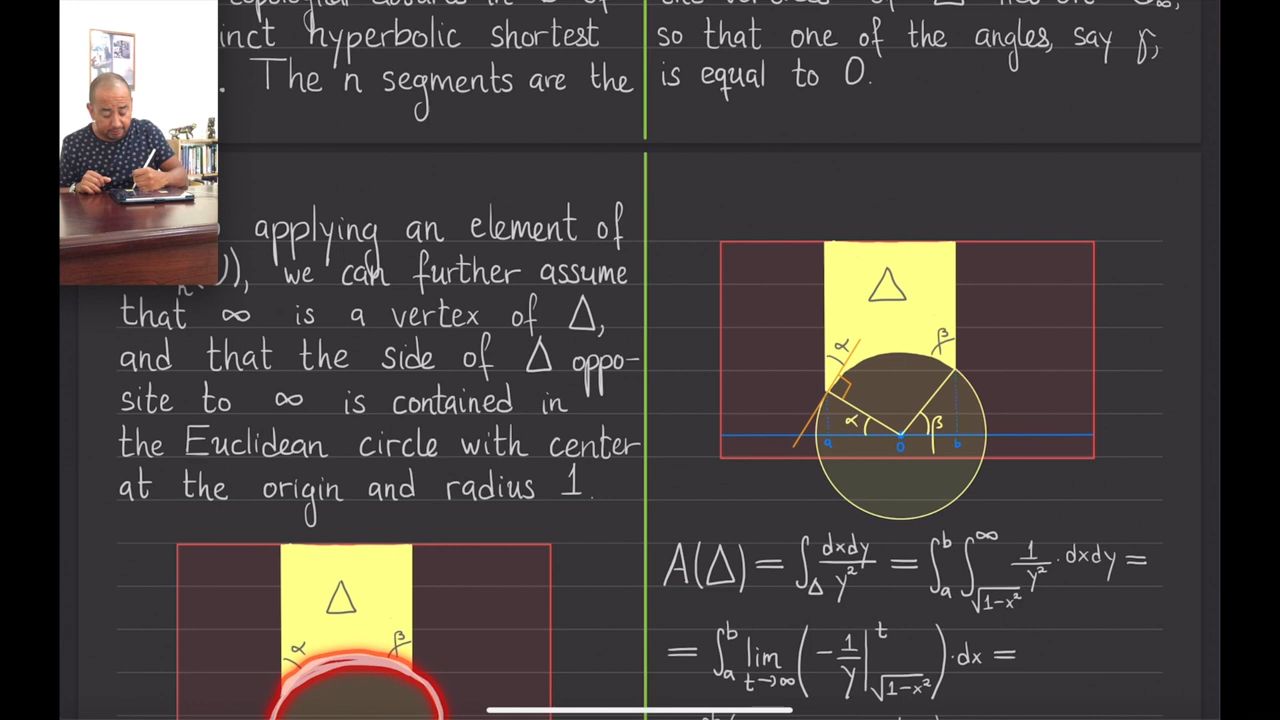 inct hyperbolic shortest
. The n segments are the
so that one of the angles, say γ,
is equal to 0.
applying an element of
), we can further assume
that ∞ is a vertex of Δ,
and that the side of Δ oppo-
site to ∞ is contained in
the Euclidean circle with center
at the origin and radius 1.
Δ
α β
Δ
α β
α β
a 0 b
A(Δ) = ∫_Δ dxdy/y² = ∫_a^b ∫_{√(1-x²)}^∞ 1/y² · dxdy =
= ∫_a^b lim_{t→∞} (-1/y |_{√(1-x²)}^t) · dx =